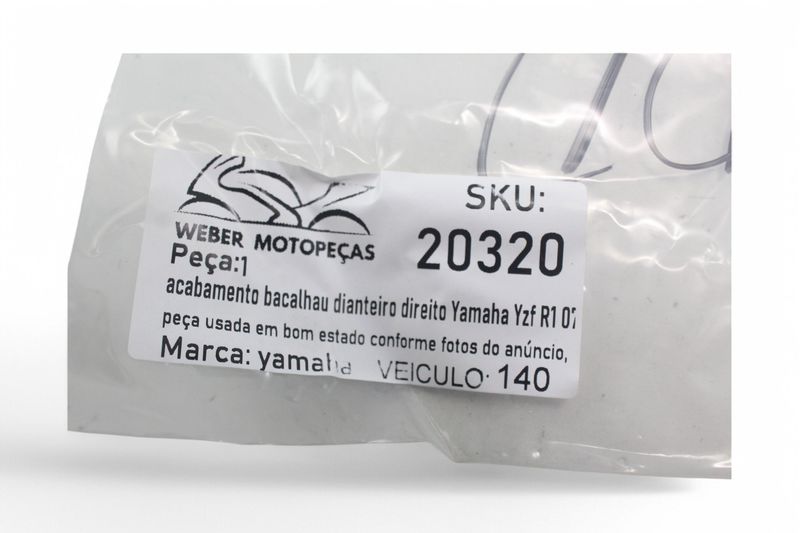 WEBER MOTOPEÇAS
SKU:
20320
Peça:1
acabamento bacalhau dianteiro direito Yamaha Yzf R1 07
peça usada em bom estado conforme fotos do anúncio,
Marca: yamaha VEICULO: 140